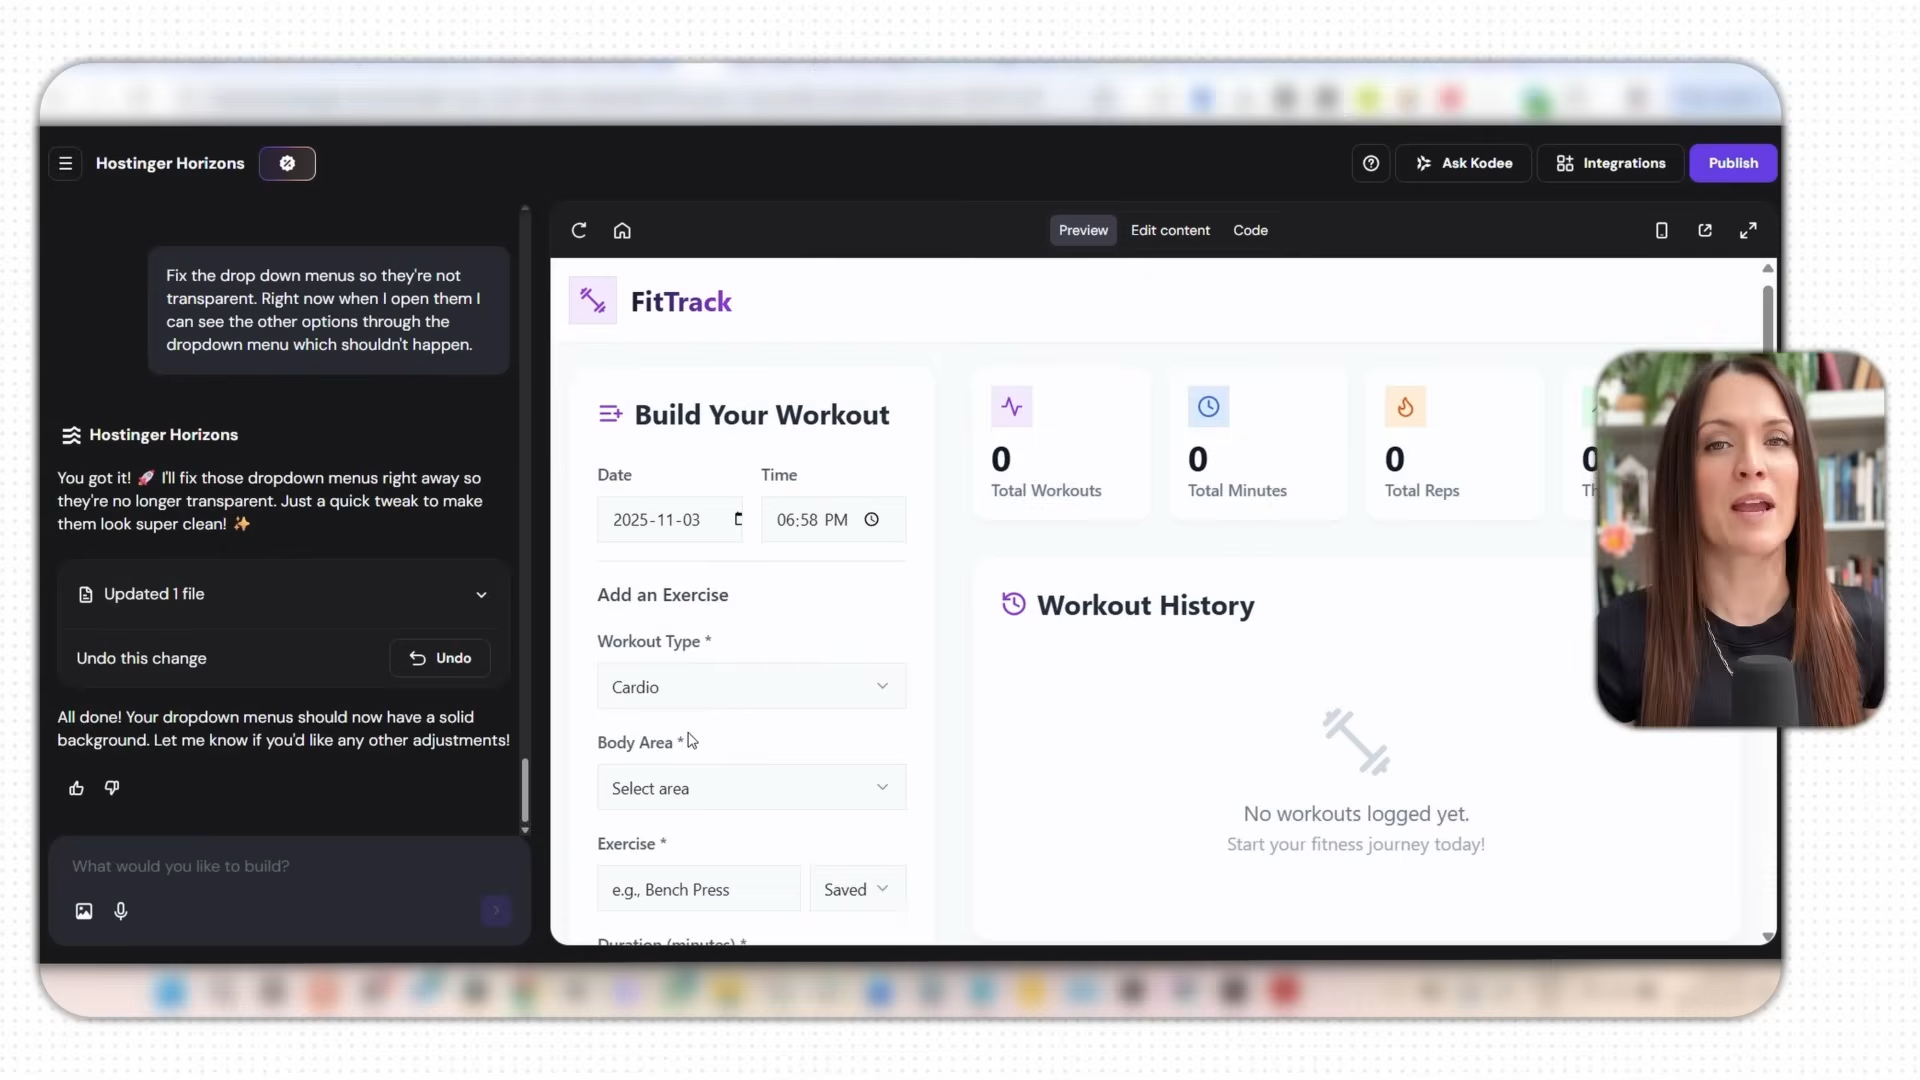 Hostinger Horizons
Ask Kodee
Integrations
Publish
Fix the drop down menus so they're not
transparent. Right now when I open them I
can see the other options through the
dropdown menu which shouldn't happen.
Hostinger Horizons
You got it! 🚀 I'll fix those dropdown menus right away so
they're no longer transparent. Just a quick tweak to make
them look super clean! ✨
Updated 1 file
Undo this change
Undo
All done! Your dropdown menus should now have a solid
background. Let me know if you'd like any other adjustments!
What would you like to build?
Preview
Edit content
Code
FitTrack
Build Your Workout
Date
Time
2025-11-03
06:58 PM
Add an Exercise
Workout Type *
Cardio
Body Area *
Select area
Exercise *
e.g., Bench Press
Saved
Duration (minutes) *
0
Total Workouts
0
Total Minutes
0
Total Reps
0
Workout History
No workouts logged yet.
Start your fitness journey today!